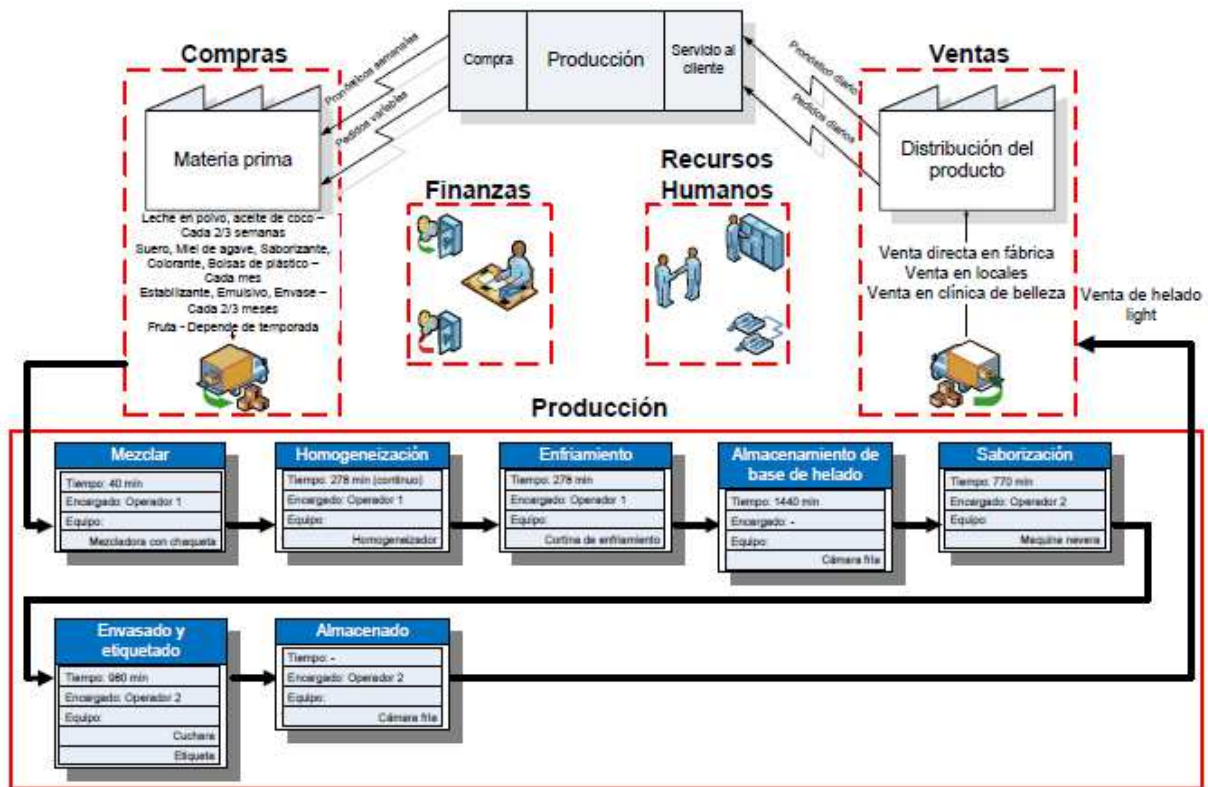 Compras
Compra
Producción
Servicio al
cliente
Ventas
Pronósticos semanales
Pedidos variables
Pronóstico diario
Pedidos diarios
Materia prima
Distribución del
producto
Finanzas
Recursos
Humanos
Leche en polvo, aceite de coco –
Cada 2/3 semanas
Suero, Miel de agave, Saborizante,
Colorante, Bolsas de plástico –
Cada mes
Estabilizante, Emulsivo, Envase –
Cada 2/3 meses
Fruta - Depende de temporada
Venta directa en fábrica
Venta en locales
Venta en clínica de belleza
Venta de helado
light
Producción
Mezclar
Tiempo: 40 min
Encargado: Operador 1
Equipo:
Mezcladora con chaqueta
Homogeneización
Tiempo: 278 min (continuo)
Encargado: Operador 1
Equipo:
Homogeneizador
Enfriamiento
Tiempo: 278 min
Encargado: Operador 1
Equipo:
Cortina de enfriamiento
Almacenamiento de
base de helado
Tiempo: 1440 min
Encargado: -
Equipo:
Cámara fría
Saborización
Tiempo: 770 min
Encargado: Operador 2
Equipo:
Maquina nevera
Envasado y
etiquetado
Tiempo: 980 min
Encargado: Operador 2
Equipo:
Cuchara
Etiqueta
Almacenado
Tiempo: -
Encargado: Operador 2
Equipo:
Cámara fría